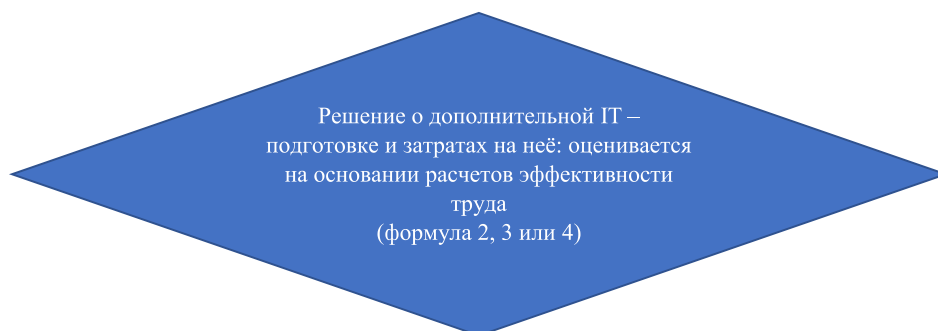 Решение о дополнительной IT –
подготовке и затратах на неё: оценивается
на основании расчетов эффективности
труда
(формула 2, 3 или 4)